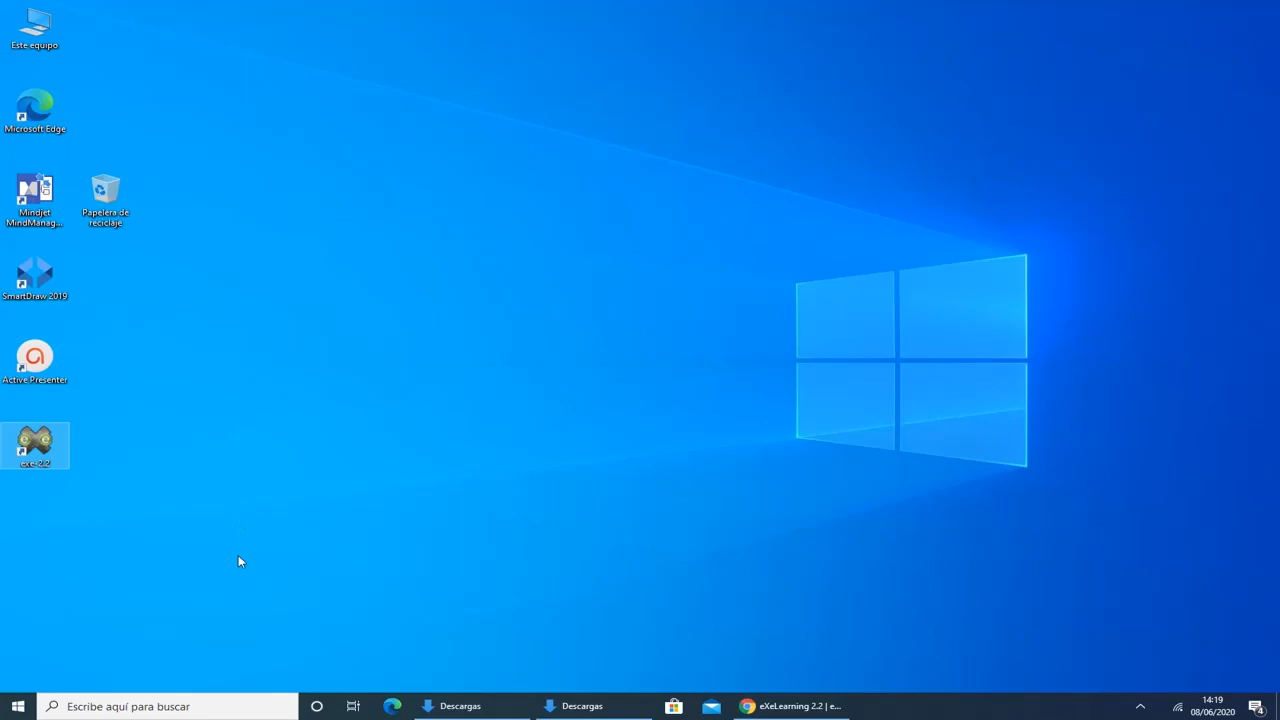 Este equipo
Microsoft Edge
Mindjet
MindManag...
Papelera de
reciclaje
SmartDraw 2019
Active Presenter
exe-2.2
Escribe aquí para buscar
Descargas
Descargas
eXeLearning 2.2 | e...
14:19
08/06/2020
4